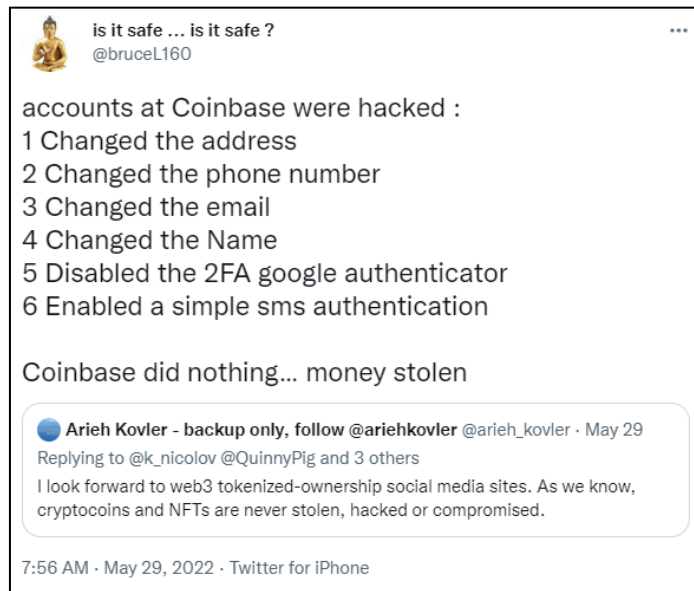 is it safe ... is it safe ?
@bruceL160
accounts at Coinbase were hacked :
1 Changed the address
2 Changed the phone number
3 Changed the email
4 Changed the Name
5 Disabled the 2FA google authenticator
6 Enabled a simple sms authentication
Coinbase did nothing... money stolen
Arieh Kovler - backup only, follow @ariehkovler @arieh_kovler · May 29
Replying to @k_nicolov @QuinnyPig and 3 others
I look forward to web3 tokenized-ownership social media sites. As we know,
cryptocoins and NFTs are never stolen, hacked or compromised.
7:56 AM · May 29, 2022 · Twitter for iPhone